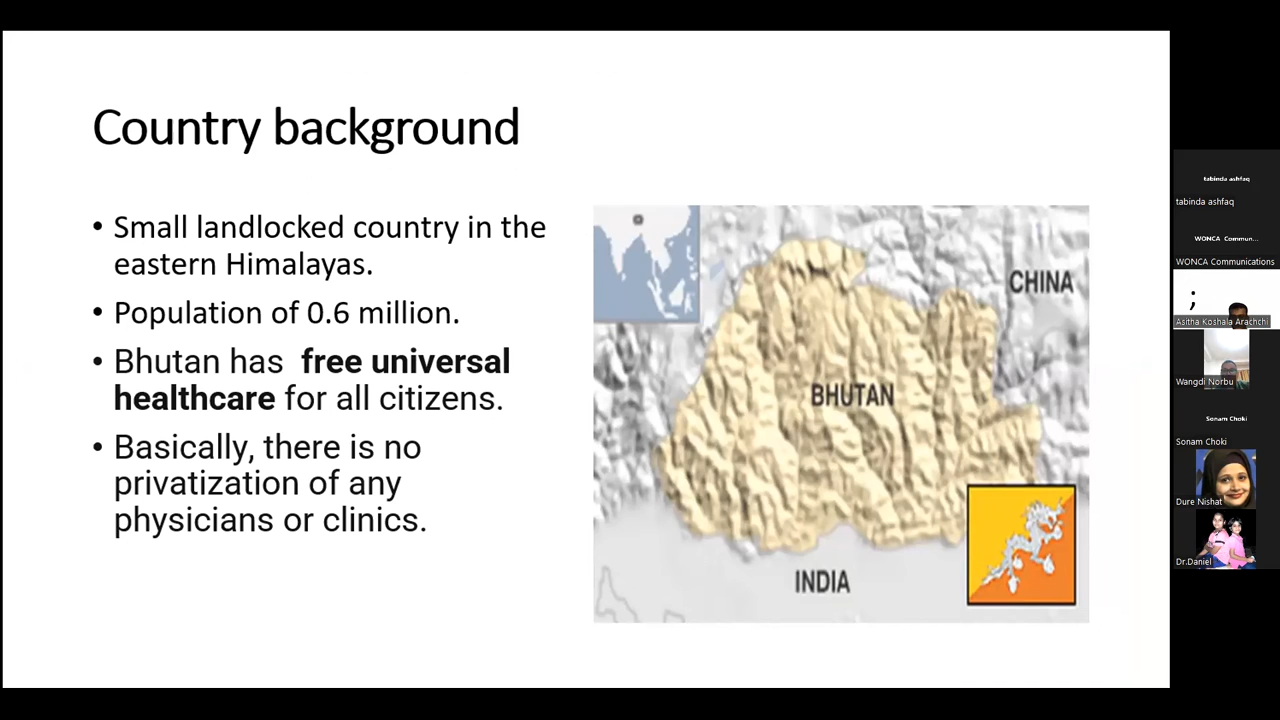 Country background
• Small landlocked country in the
eastern Himalayas.
• Population of 0.6 million.
• Bhutan has free universal
healthcare for all citizens.
• Basically, there is no
privatization of any
physicians or clinics.
CHINA
BHUTAN
INDIA
tabinda ashfaq
tabinda ashfaq
WONCA Commun...
WONCA Communications
;
Asitha Koshala Arachchi
Wangdi Norbu
Sonam Choki
Sonam Choki
Dure Nishat
Dr.Daniel